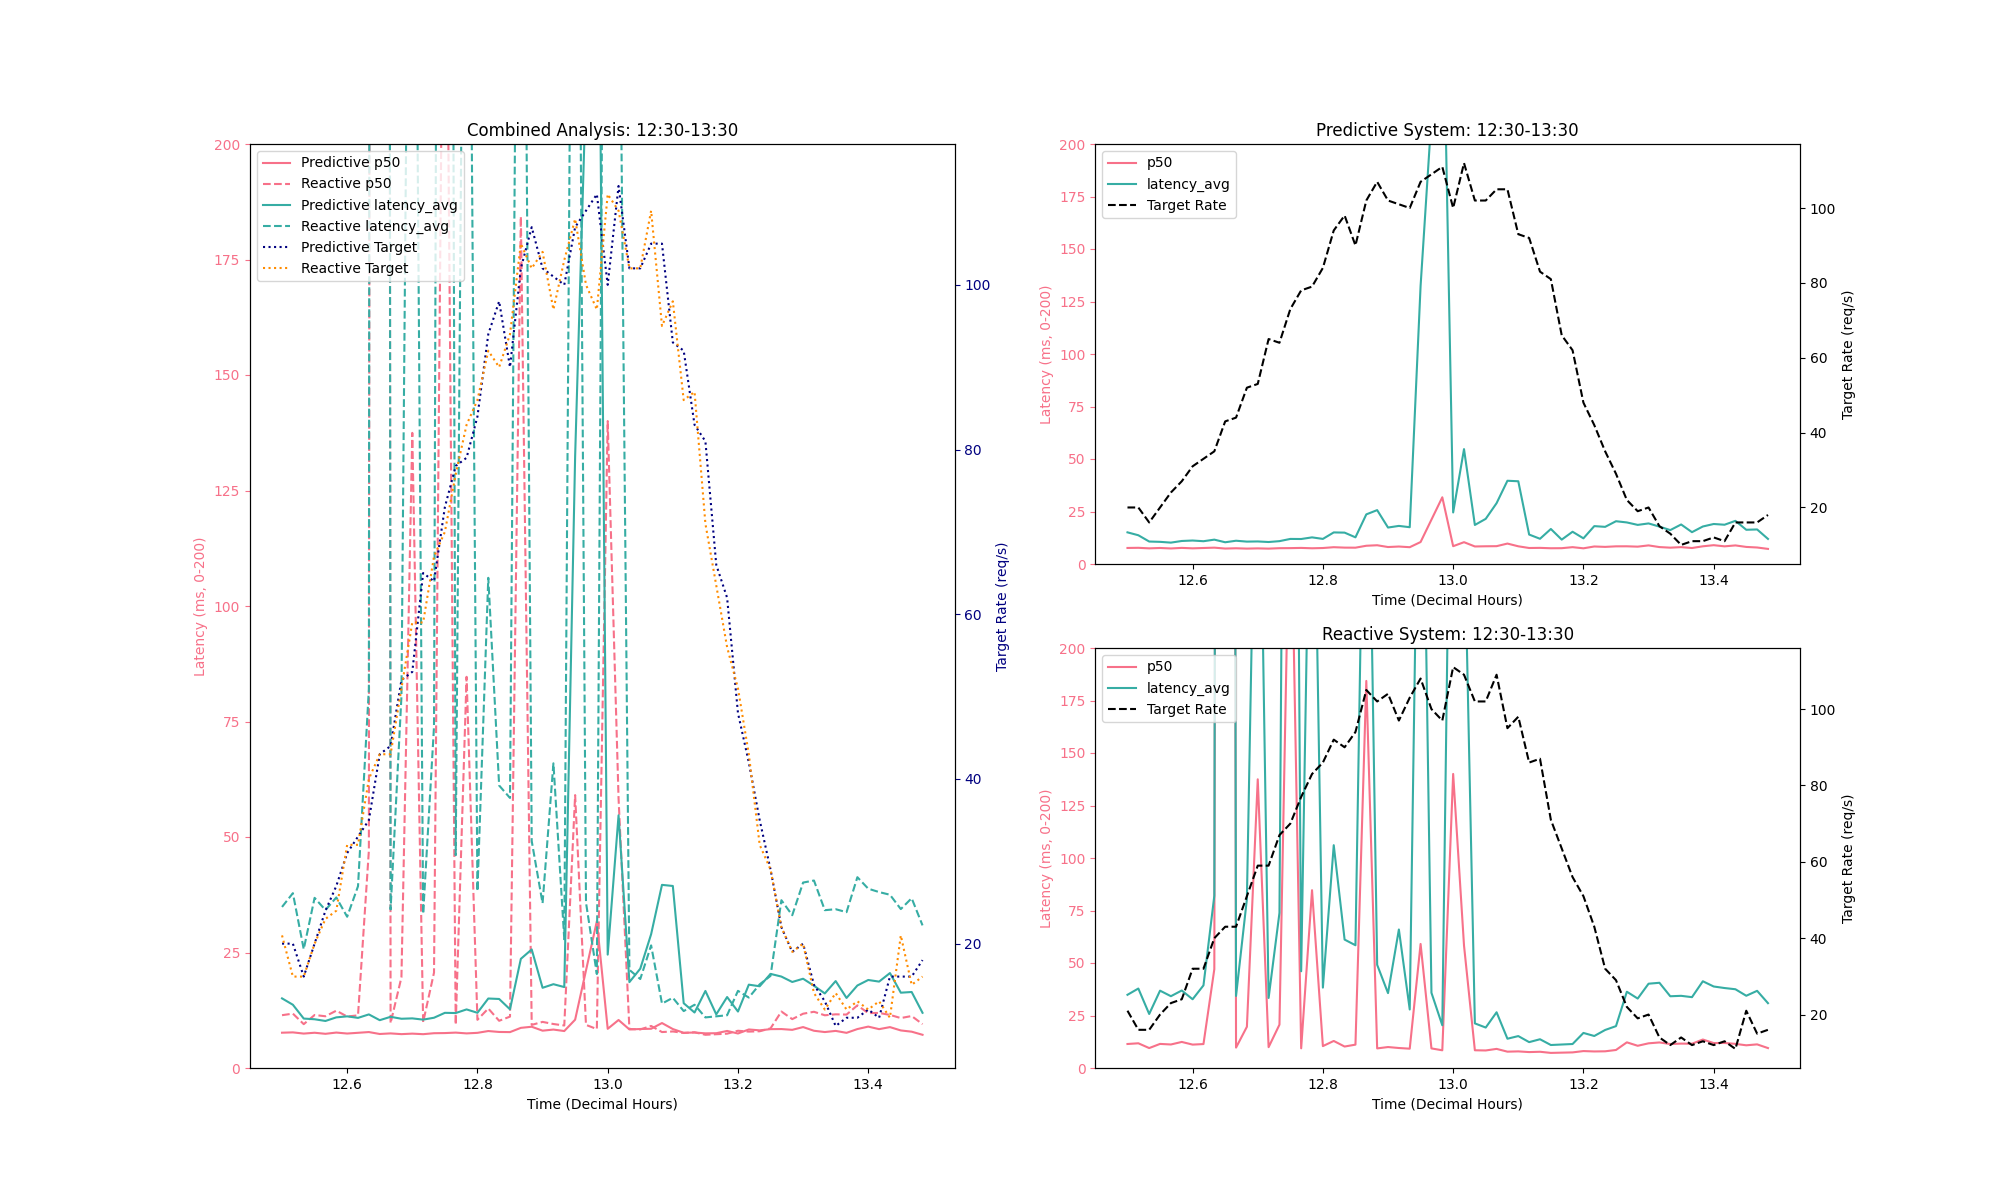 Combined Analysis: 12:30-13:30
Predictive p50
Reactive p50
Predictive latency_avg
Reactive latency_avg
Predictive Target
Reactive Target
Latency (ms, 0-200)
200
175
150
125
100
75
50
25
0
100
80
60
40
20
Target Rate (req/s)
12.6 12.8 13.0 13.2 13.4
Time (Decimal Hours)
Predictive System: 12:30-13:30
p50
latency_avg
Target Rate
Latency (ms, 0-200)
200
175
150
125
100
75
50
25
0
100
80
60
40
20
Target Rate (req/s)
12.6 12.8 13.0 13.2 13.4
Time (Decimal Hours)
Reactive System: 12:30-13:30
p50
latency_avg
Target Rate
Latency (ms, 0-200)
200
175
150
125
100
75
50
25
0
100
80
60
40
20
Target Rate (req/s)
12.6 12.8 13.0 13.2 13.4
Time (Decimal Hours)